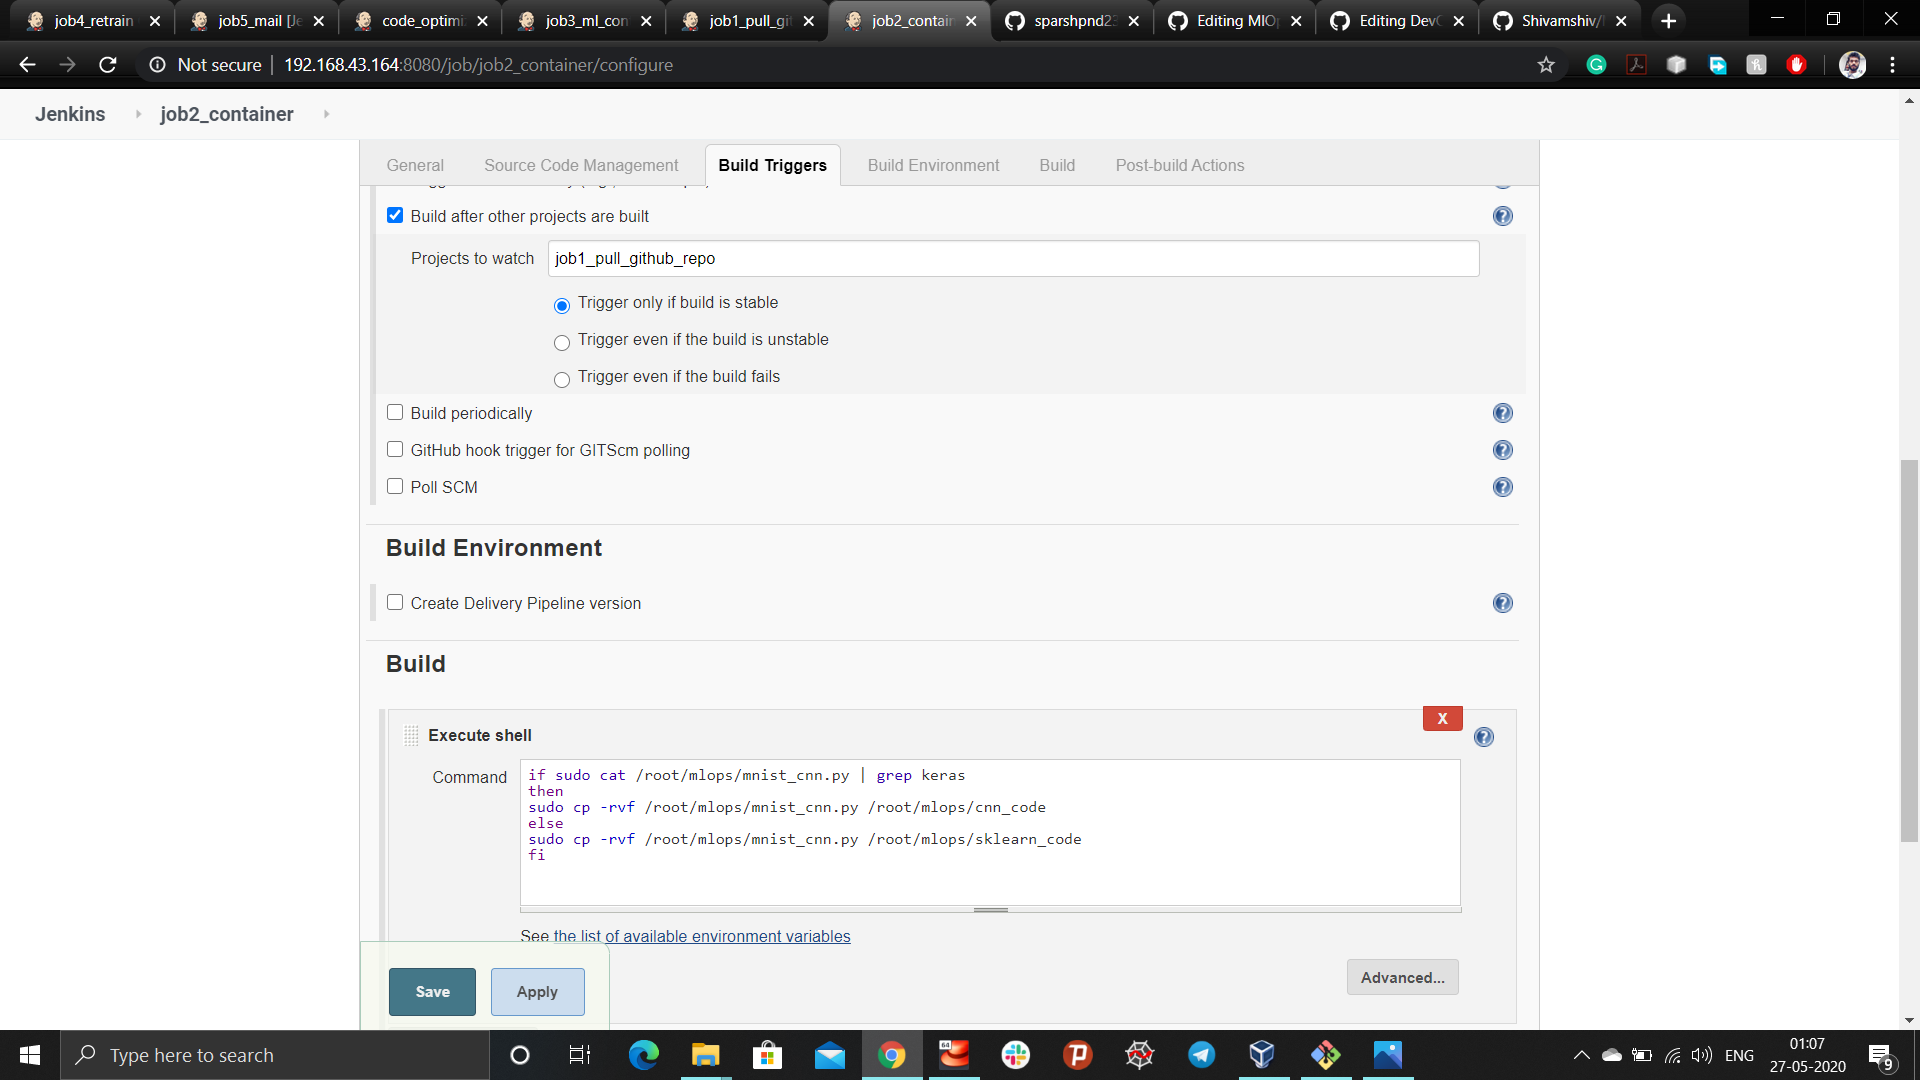 job4_retrain
job5_mail [Je
code_optimi
job3_ml_con
job1_pull_git
job2_contain
sparshpnd23
Editing MlOp
Editing Dev
Shivamshiv/
Not secure | 192.168.43.164:8080/job/job2_container/configure
Jenkins
job2_container
General
Source Code Management
Build Triggers
Build Environment
Build
Post-build Actions
Build after other projects are built
Projects to watch
job1_pull_github_repo
Trigger only if build is stable
Trigger even if the build is unstable
Trigger even if the build fails
Build periodically
GitHub hook trigger for GITScm polling
Poll SCM
Build Environment
Create Delivery Pipeline version
Build
X
Execute shell
Command
if sudo cat /root/mlops/mnist_cnn.py | grep keras
then
sudo cp -rvf /root/mlops/mnist_cnn.py /root/mlops/cnn_code
else
sudo cp -rvf /root/mlops/mnist_cnn.py /root/mlops/sklearn_code
fi
See the list of available environment variables
Advanced...
Save
Apply
Type here to search
64
ENG
01:07
27-05-2020
9